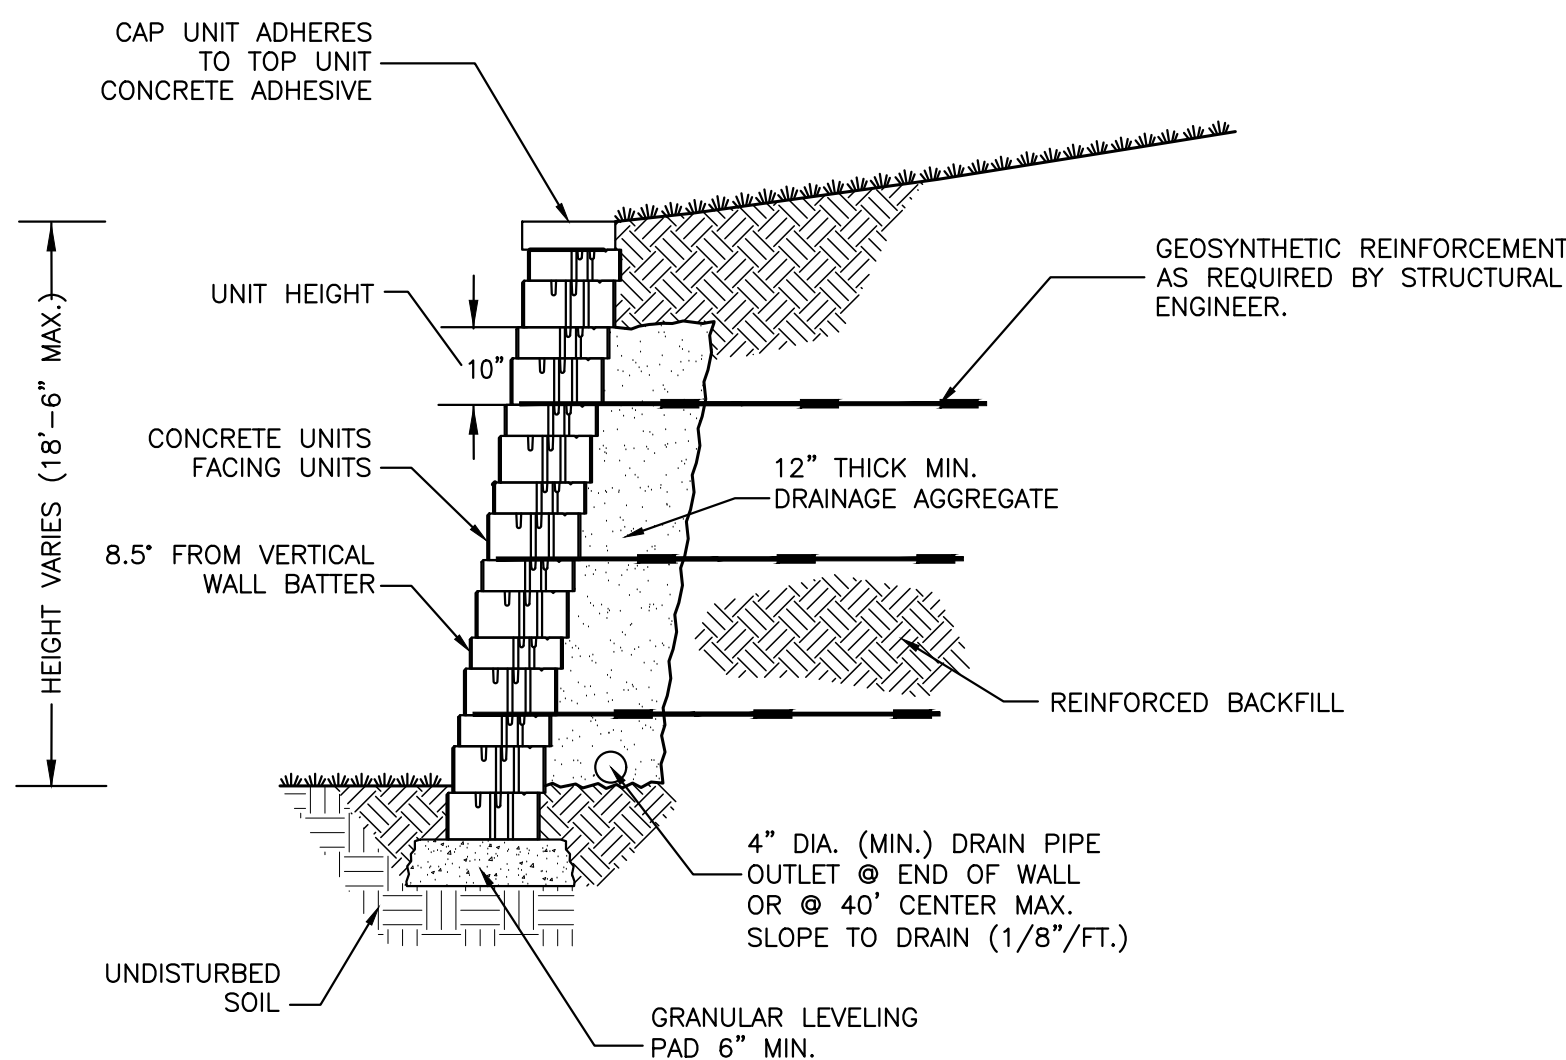 CAP UNIT ADHERES
TO TOP UNIT
CONCRETE ADHESIVE
GEOSYNTHETIC REINFORCEMENT
AS REQUIRED BY STRUCTURAL
ENGINEER.
UNIT HEIGHT
10"
HEIGHT VARIES (18'-6" MAX.)
CONCRETE UNITS
FACING UNITS
12" THICK MIN.
DRAINAGE AGGREGATE
8.5° FROM VERTICAL
WALL BATTER
REINFORCED BACKFILL
4" DIA. (MIN.) DRAIN PIPE
OUTLET @ END OF WALL
OR @ 40' CENTER MAX.
SLOPE TO DRAIN (1/8"/FT.)
UNDISTURBED
SOIL
GRANULAR LEVELING
PAD 6" MIN.